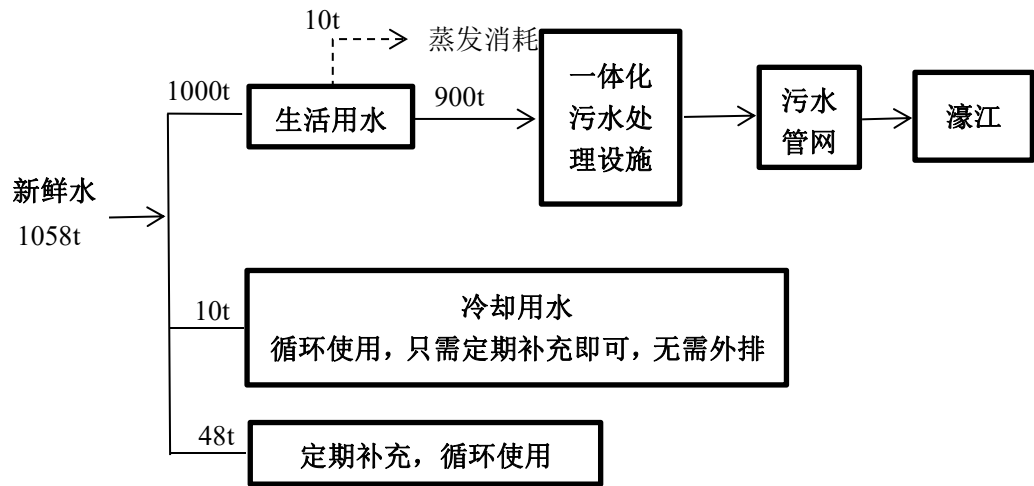 10t
蒸发消耗
1000t
生活用水
900t
一体化
污水处
理设施
污水
管网
濠江
新鲜水
1058t
10t
冷却用水
循环使用，只需定期补充即可，无需外排
48t
定期补充，循环使用